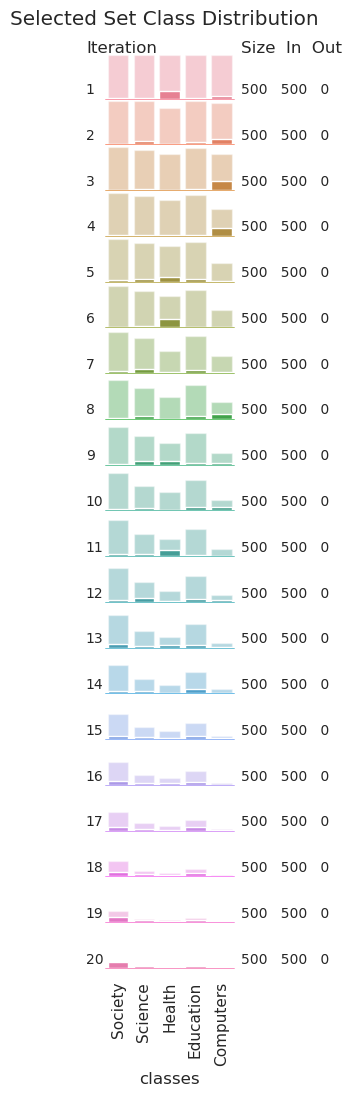 Selected Set Class Distribution
Iteration Size In Out
1 500 500 0
2 500 500 0
3 500 500 0
4 500 500 0
5 500 500 0
6 500 500 0
7 500 500 0
8 500 500 0
9 500 500 0
10 500 500 0
11 500 500 0
12 500 500 0
13 500 500 0
14 500 500 0
15 500 500 0
16 500 500 0
17 500 500 0
18 500 500 0
19 500 500 0
20 500 500 0
Society
Science
Health
Education
Computers
classes